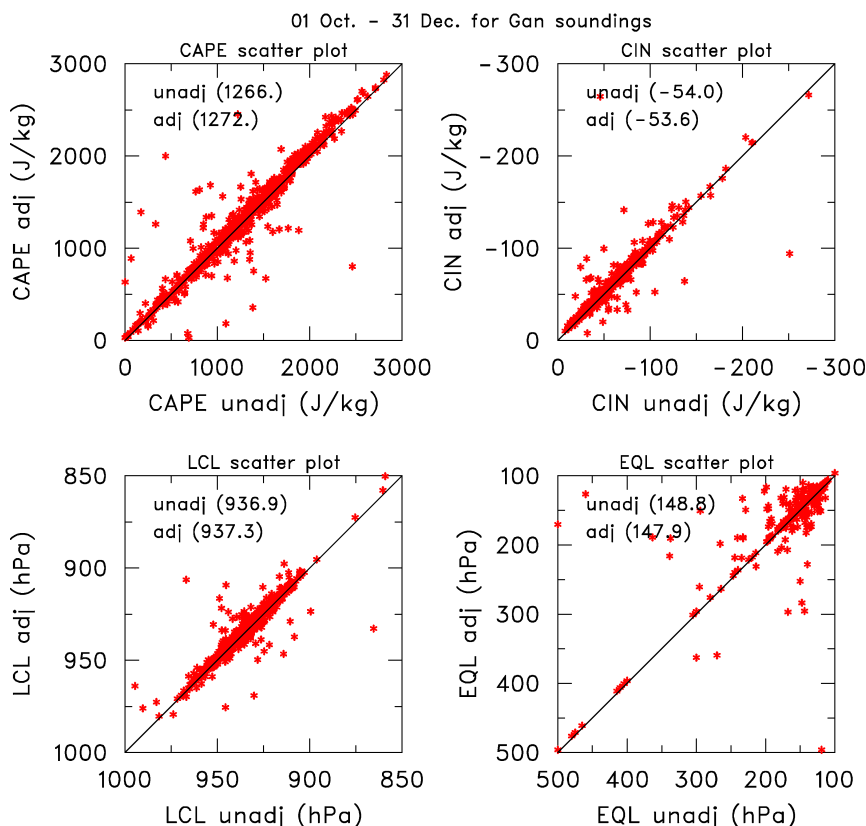 01 Oct. - 31 Dec. for Gan soundings
CAPE scatter plot
unadj (1266.)
adj (1272.)
3000
2000
1000
0
CAPE adj (J/kg)
0 1000 2000 3000
CAPE unadj (J/kg)
CIN scatter plot
unadj (-54.0)
adj (-53.6)
-300
-200
-100
0
CIN adj (J/kg)
0 -100 -200 -300
CIN unadj (J/kg)
LCL scatter plot
unadj (936.9)
adj (937.3)
850
900
950
1000
LCL adj (hPa)
1000 950 900 850
LCL unadj (hPa)
EQL scatter plot
unadj (148.8)
adj (147.9)
100
200
300
400
500
EQL adj (hPa)
500 400 300 200 100
EQL unadj (hPa)